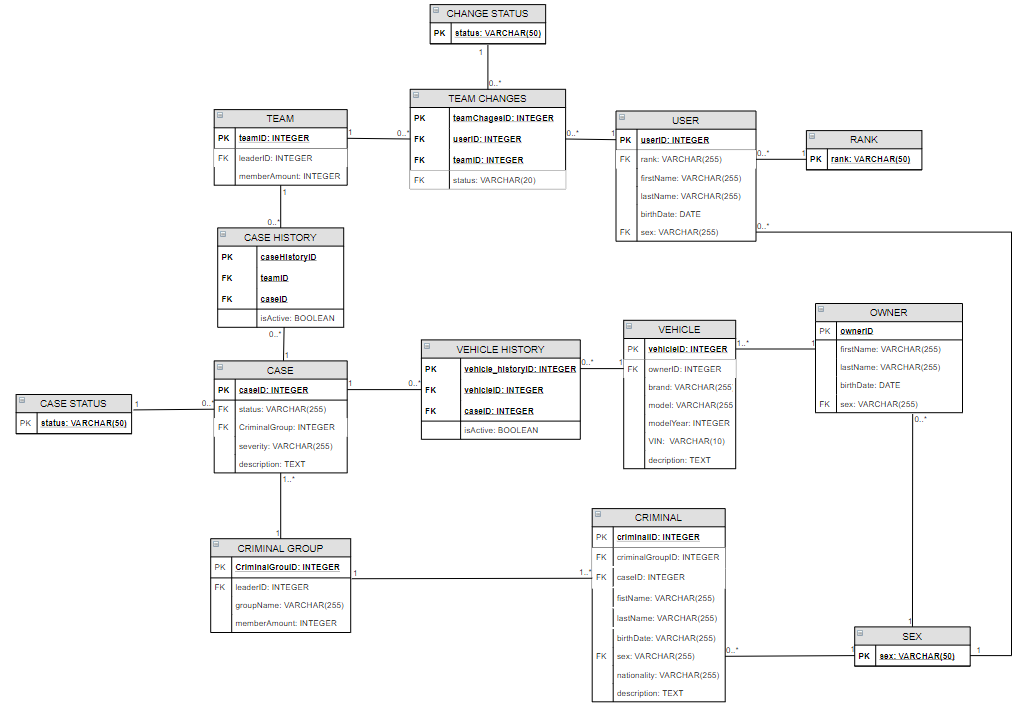 CHANGE STATUS
PK status: VARCHAR(50)
1
0..*
TEAM CHANGES
PK teamChagesID: INTEGER
FK userID: INTEGER
FK teamID: INTEGER
FK status: VARCHAR(20)
TEAM
PK teamID: INTEGER
FK leaderID: INTEGER
memberAmount: INTEGER
1
0..*
0..*
1
USER
PK userID: INTEGER
FK rank: VARCHAR(255)
firstName: VARCHAR(255)
lastName: VARCHAR(255)
birthDate: DATE
FK sex: VARCHAR(255)
0..*
1
0..*
RANK
PK rank: VARCHAR(50)
1
0..*
CASE HISTORY
PK caseHistoryID
FK teamID
FK caseID
isActive: BOOLEAN
0..*
1
CASE
PK caseID: INTEGER
FK status: VARCHAR(255)
FK CriminalGroup: INTEGER
severity: VARCHAR(255)
description: TEXT
CASE STATUS
PK status: VARCHAR(50)
1
0..*
1
0..*
VEHICLE HISTORY
PK vehicle_historyID: INTEGER
FK vehicleID: INTEGER
FK caseID: INTEGER
isActive: BOOLEAN
0..*
1
VEHICLE
PK vehicleID: INTEGER
FK ownerID: INTEGER
brand: VARCHAR(255
model: VARCHAR(255
modelYear: INTEGER
VIN: VARCHAR(10)
decription: TEXT
1..*
1
OWNER
PK ownerID
firstName: VARCHAR(255)
lastName: VARCHAR(255)
birthDate: DATE
FK sex: VARCHAR(255)
0..*
1
1..*
1
CRIMINAL GROUP
PK CriminalGrouID: INTEGER
FK leaderID: INTEGER
groupName: VARCHAR(255)
memberAmount: INTEGER
1
1..*
CRIMINAL
PK criminalID: INTEGER
FK criminalGroupID: INTEGER
FK caseID: INTEGER
fistName: VARCHAR(255)
lastName: VARCHAR(255)
birthDate: VARCHAR(255)
FK sex: VARCHAR(255)
nationality: VARCHAR(255)
description: TEXT
0..*
1
SEX
PK sex: VARCHAR(50)
1